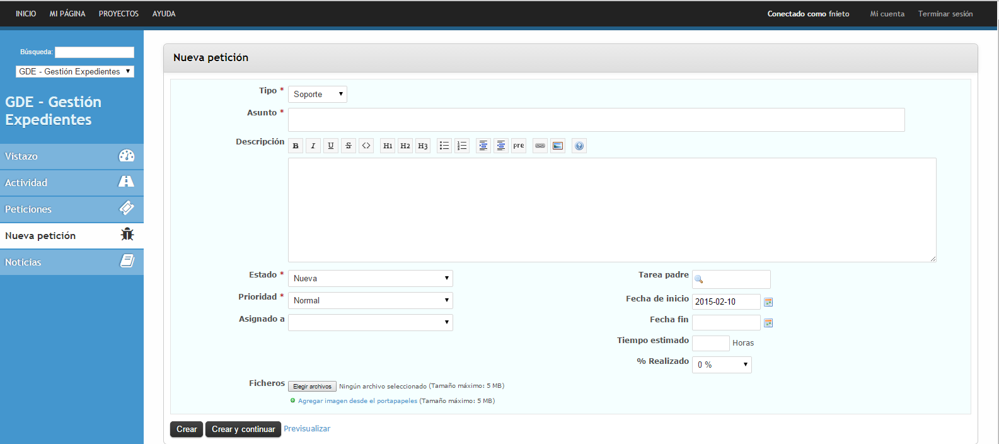 INICIO MI PÁGINA PROYECTOS AYUDA Conectado como fnieto Mi cuenta Terminar sesión
Búsqueda:
GDE - Gestión Expedientes
GDE - Gestión
Expedientes
Vistazo
Actividad
Peticiones
Nueva petición
Noticias
Nueva petición
Tipo * Soporte
Asunto *
Descripción B I U S <> H1 H2 H3 pre
Estado * Nueva
Prioridad * Normal
Asignado a
Tarea padre
Fecha de inicio 2015-02-10
Fecha fin
Tiempo estimado Horas
% Realizado 0 %
Ficheros Elegir archivos Ningún archivo seleccionado (Tamaño máximo: 5 MB)
Agregar imagen desde el portapapeles (Tamaño máximo: 5 MB)
Crear Crear y continuar Previsualizar